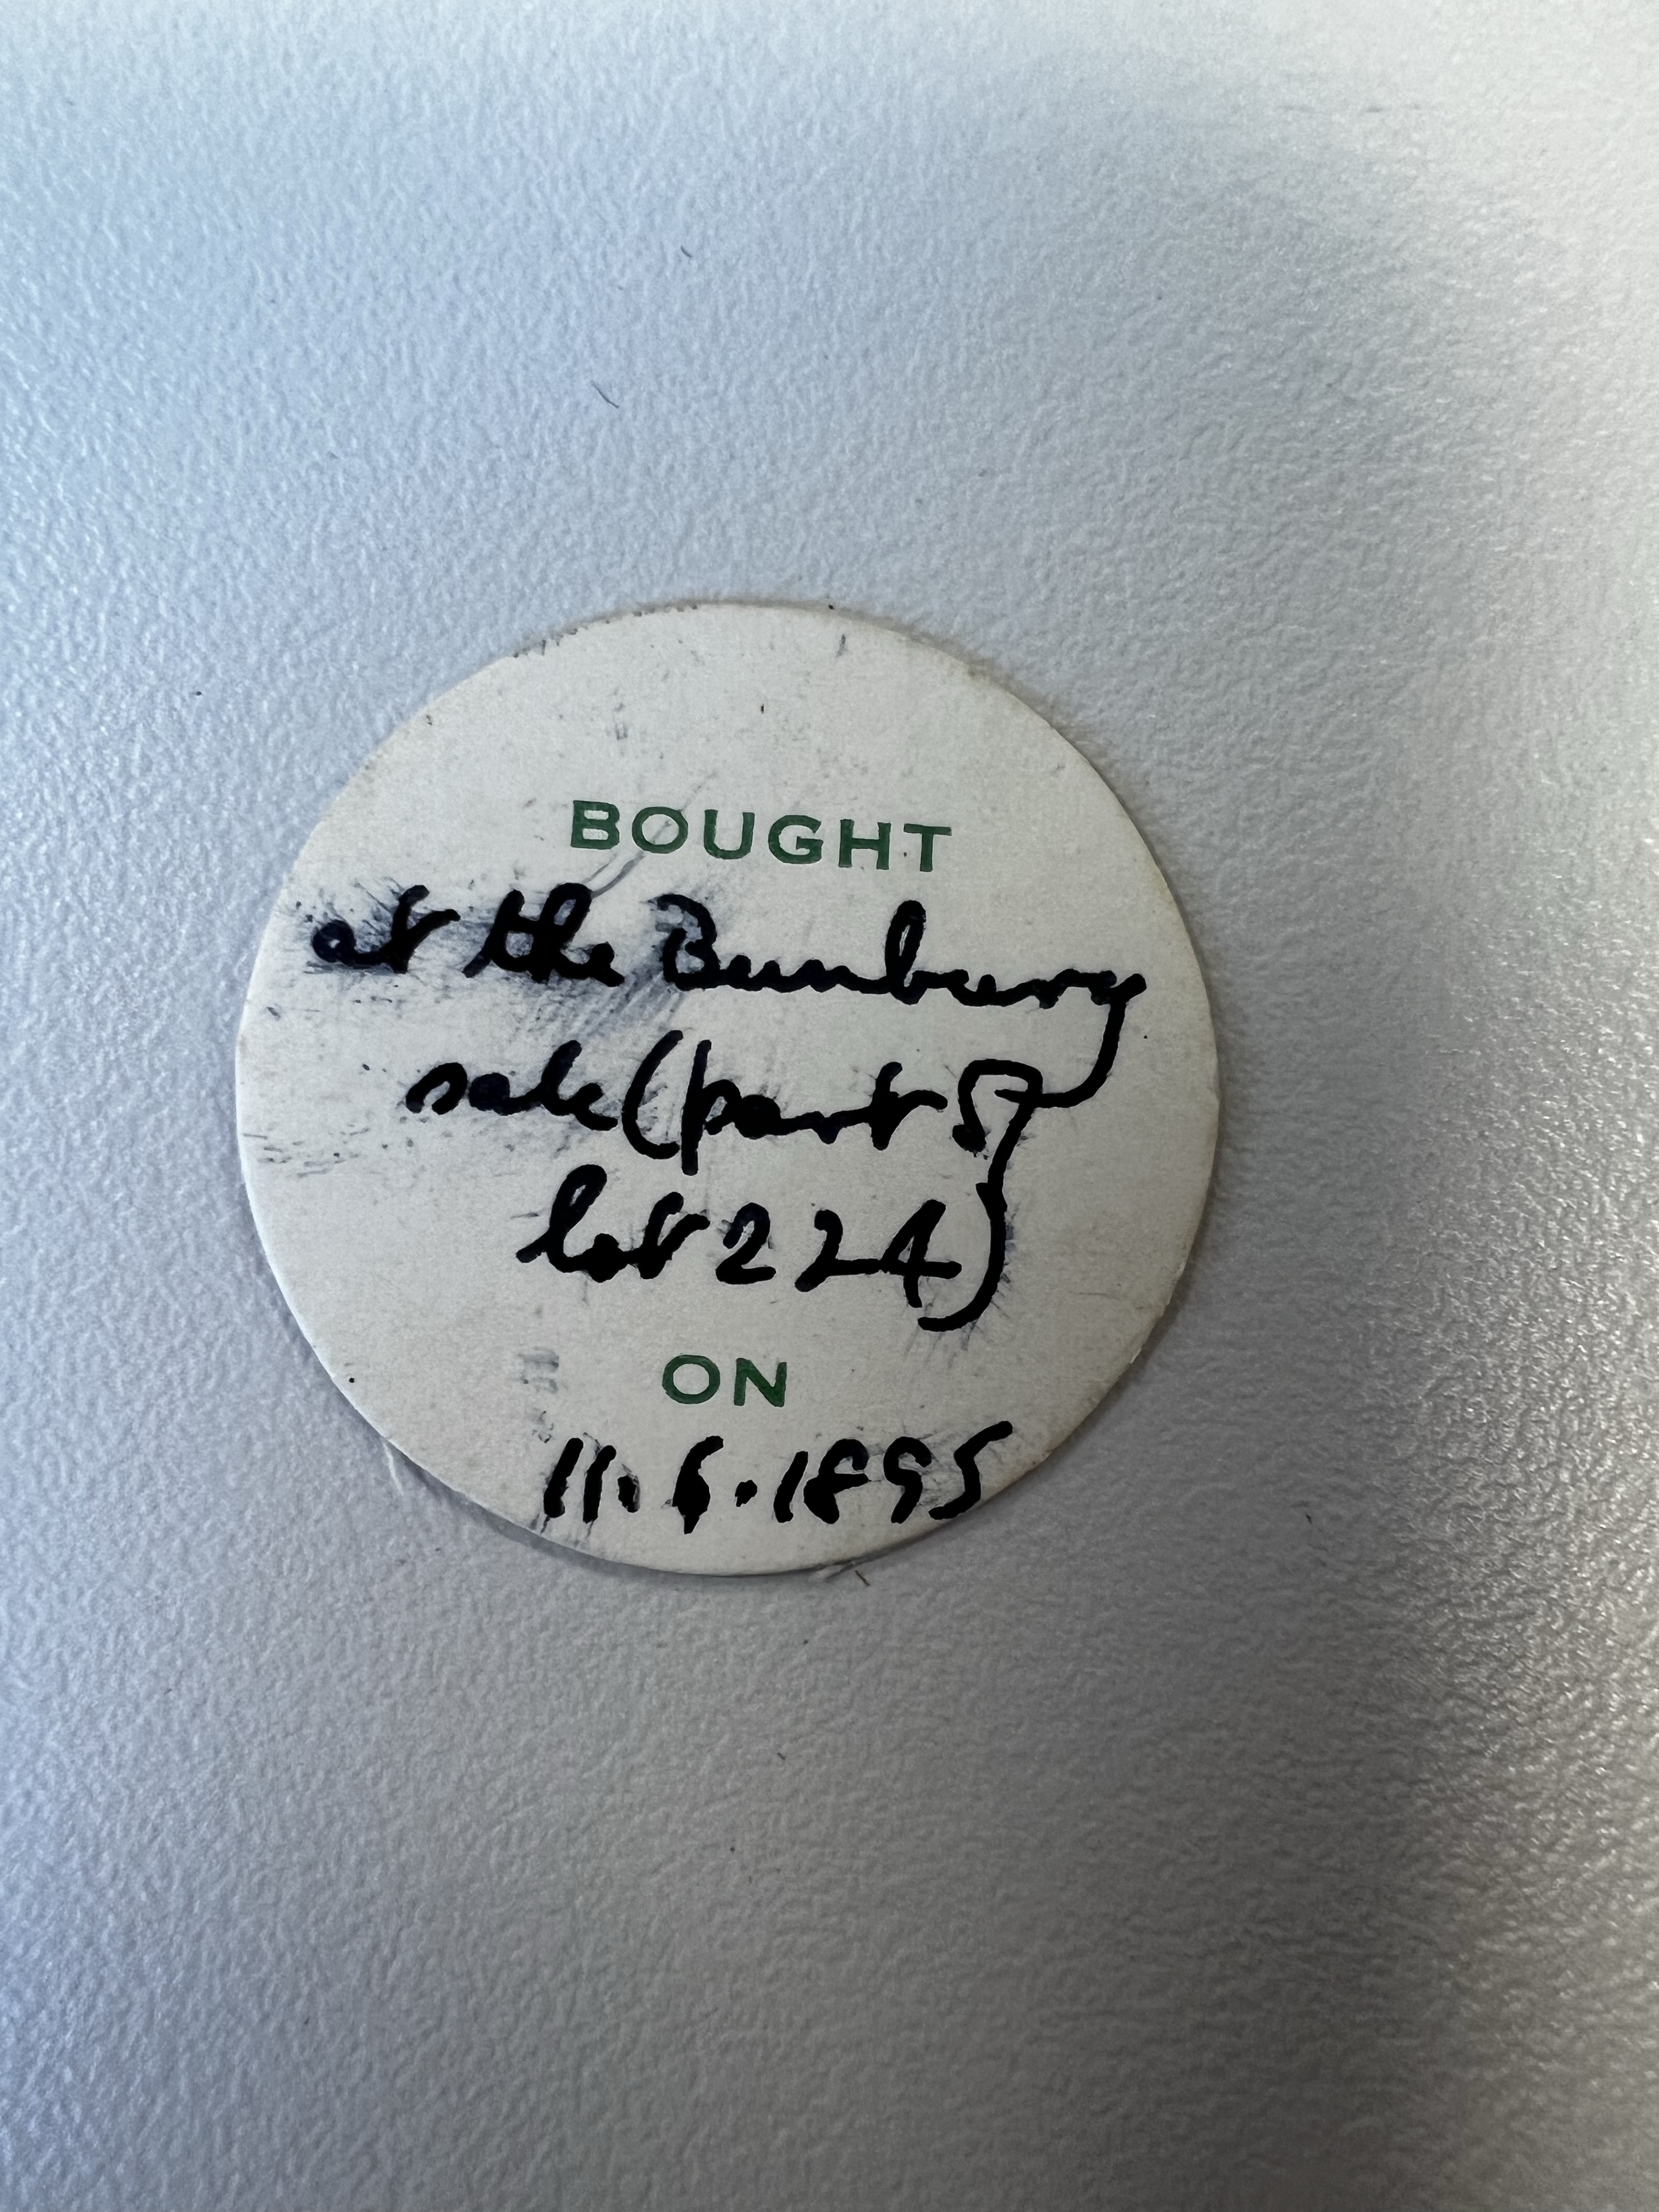 BOUGHT
at the Bunbury
sale (part 5
lot 224)
ON
11.6.1895